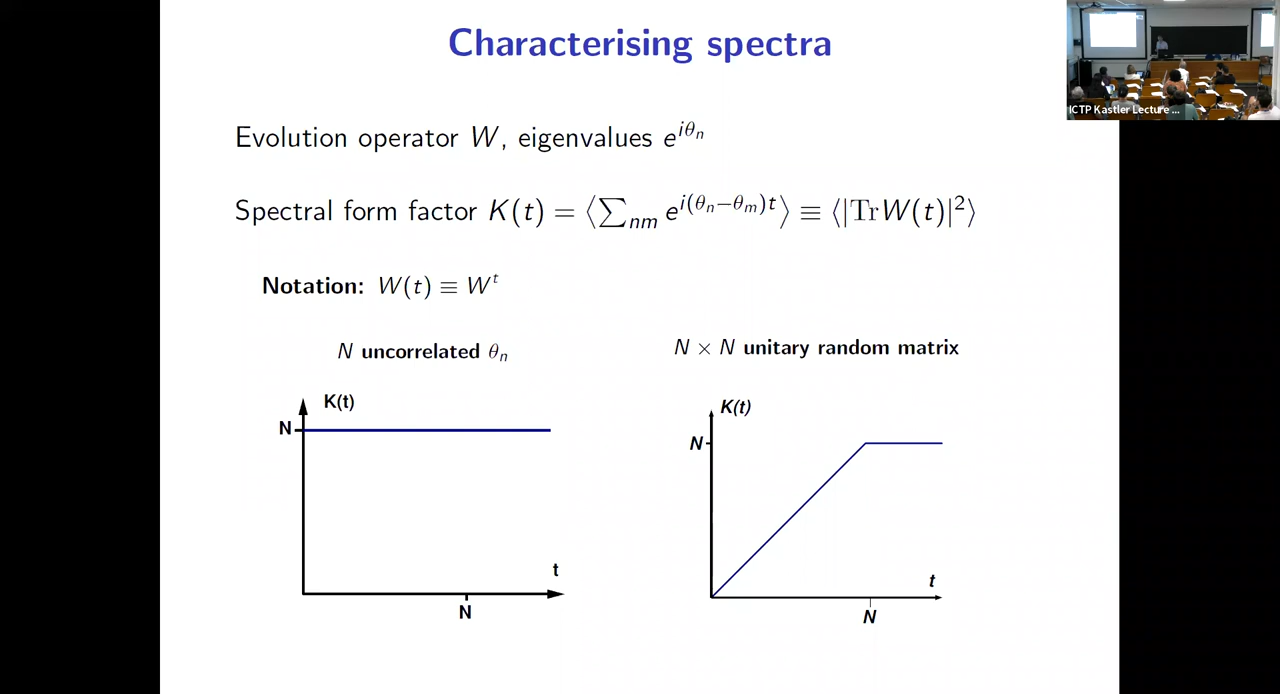 Characterising spectra
ICTP Kastler Lecture ...
Evolution operator W, eigenvalues e^{iθ_n}
Spectral form factor K(t) = ⟨∑_{nm} e^{i(θ_n−θ_m)t}⟩ ≡ ⟨|TrW(t)|²⟩
Notation: W(t) ≡ W^t
N uncorrelated θ_n
K(t)
N
t
N
N × N unitary random matrix
K(t)
N
t
N